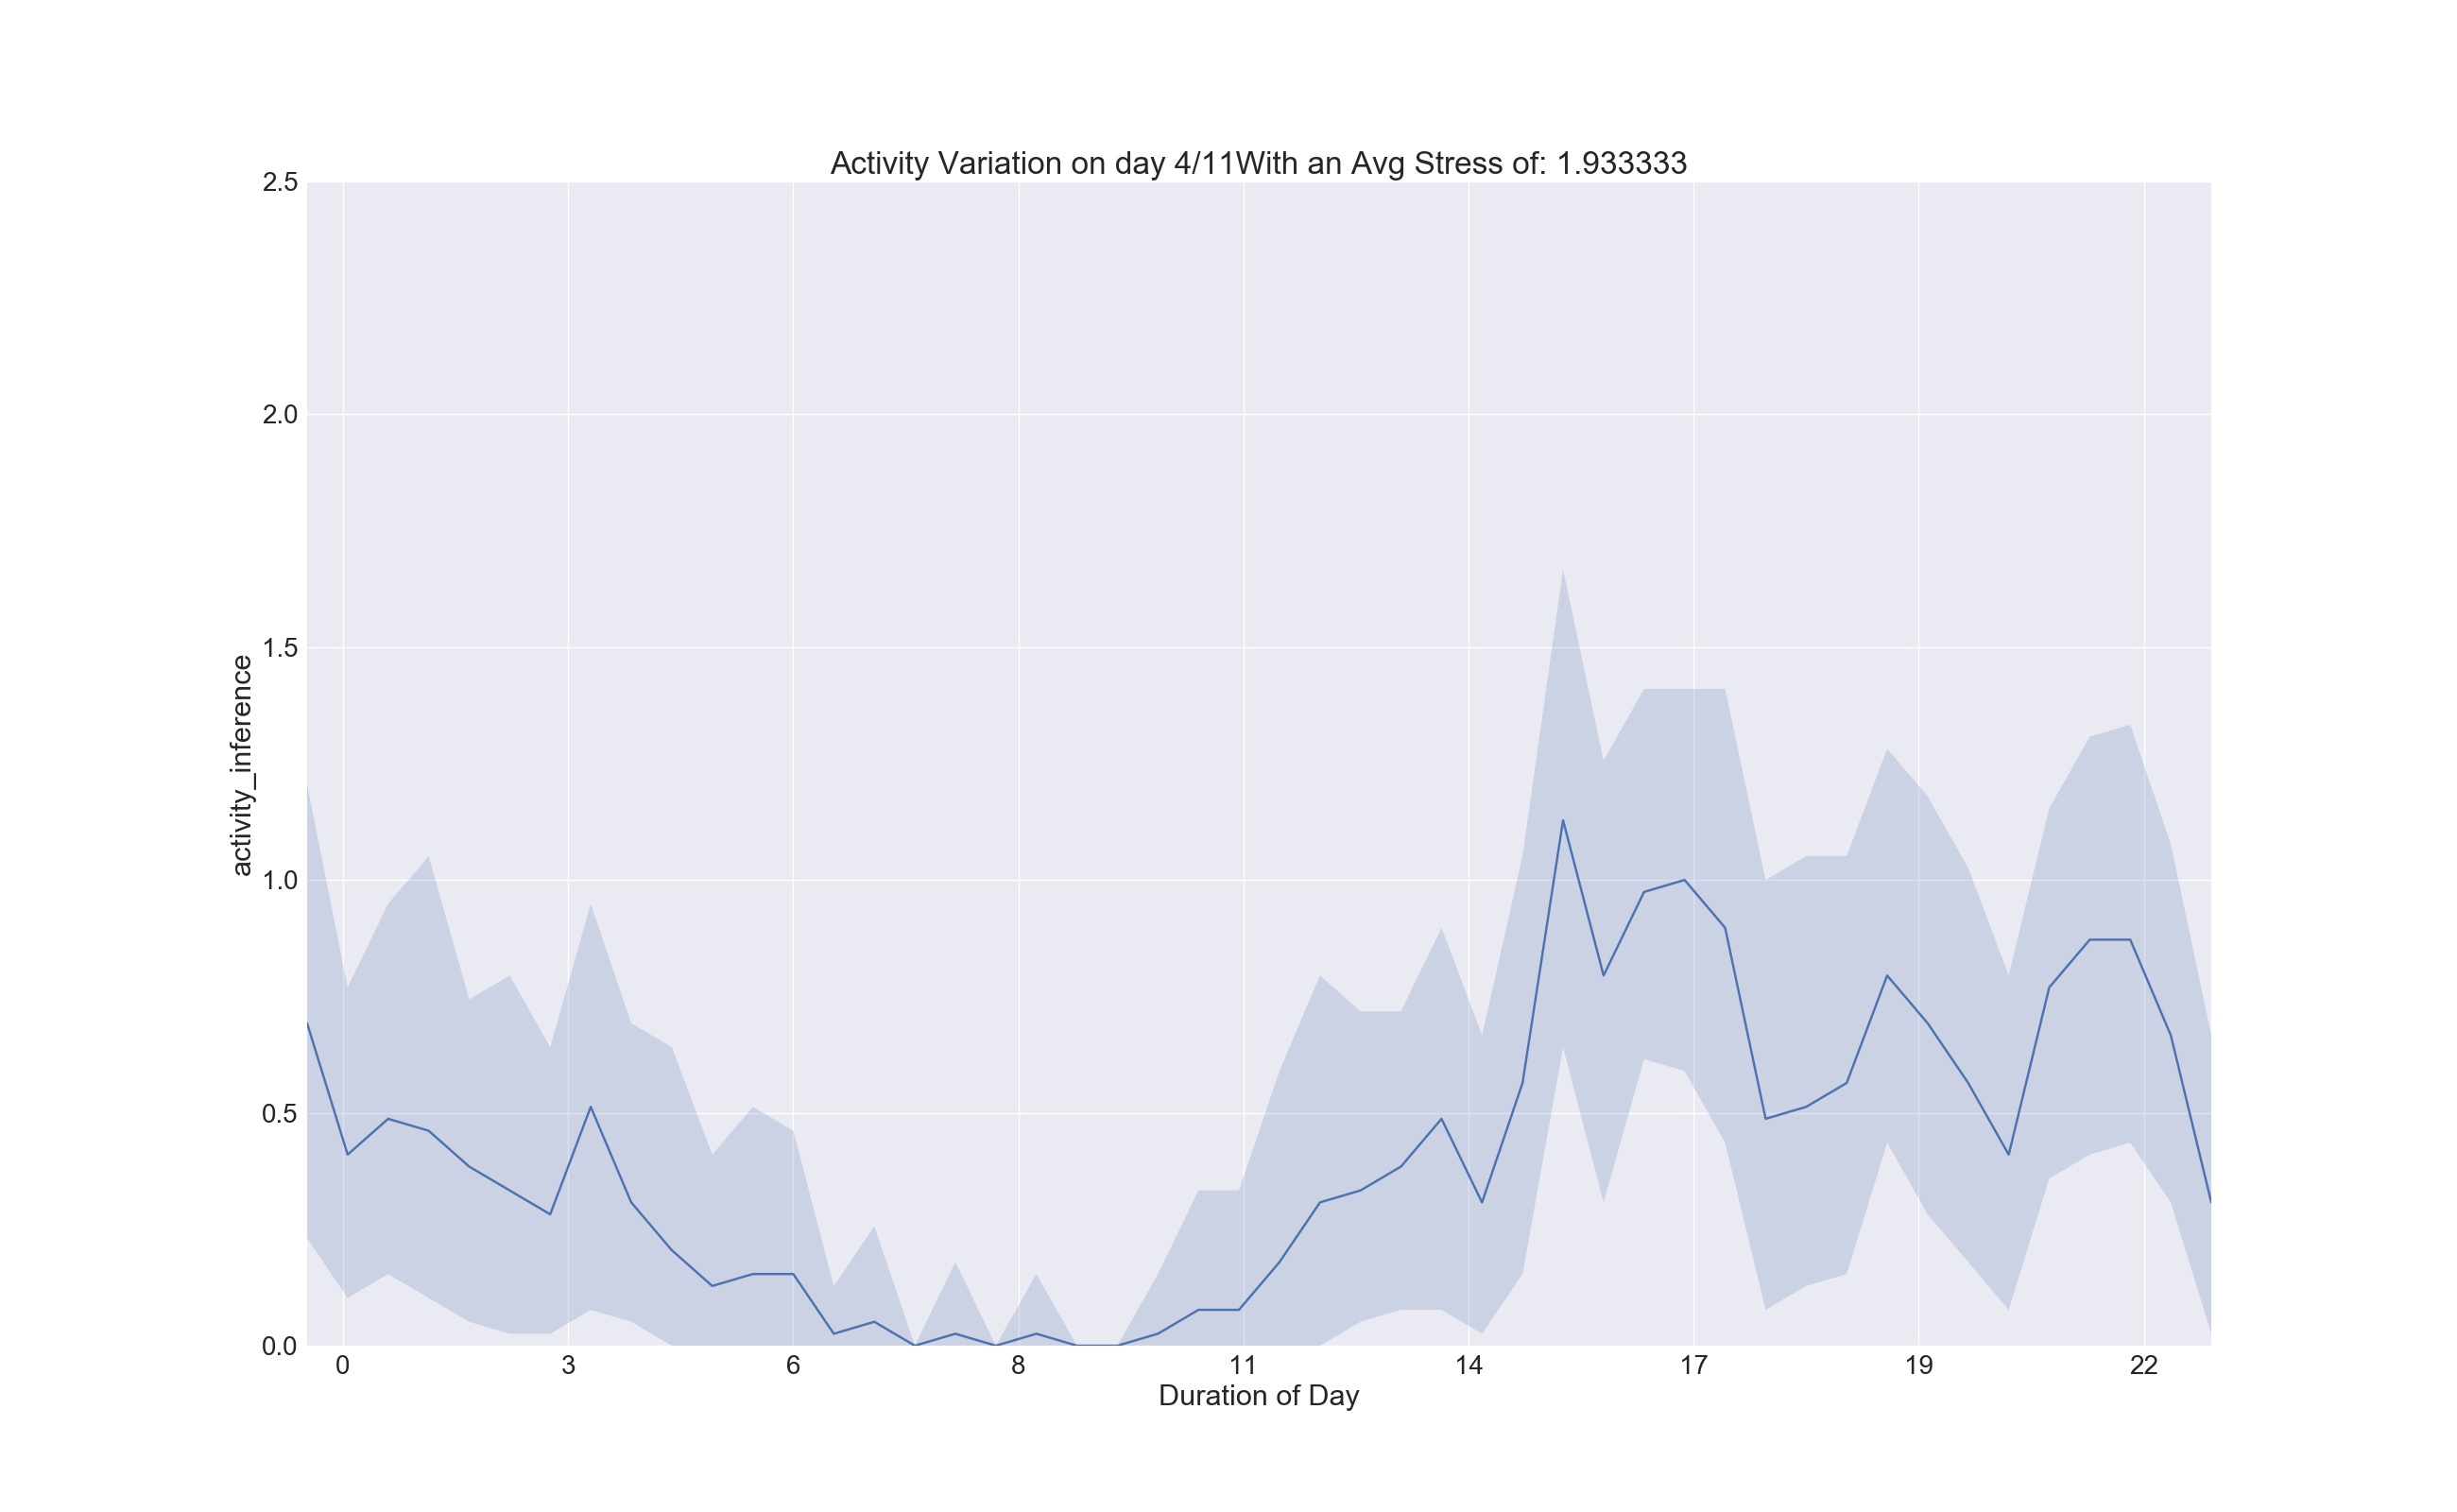 Activity Variation on day 4/11With an Avg Stress of: 1.933333
2.5
2.0
1.5
1.0
0.5
0.0
activity_inference
0 3 6 8 11 14 17 19 22
Duration of Day